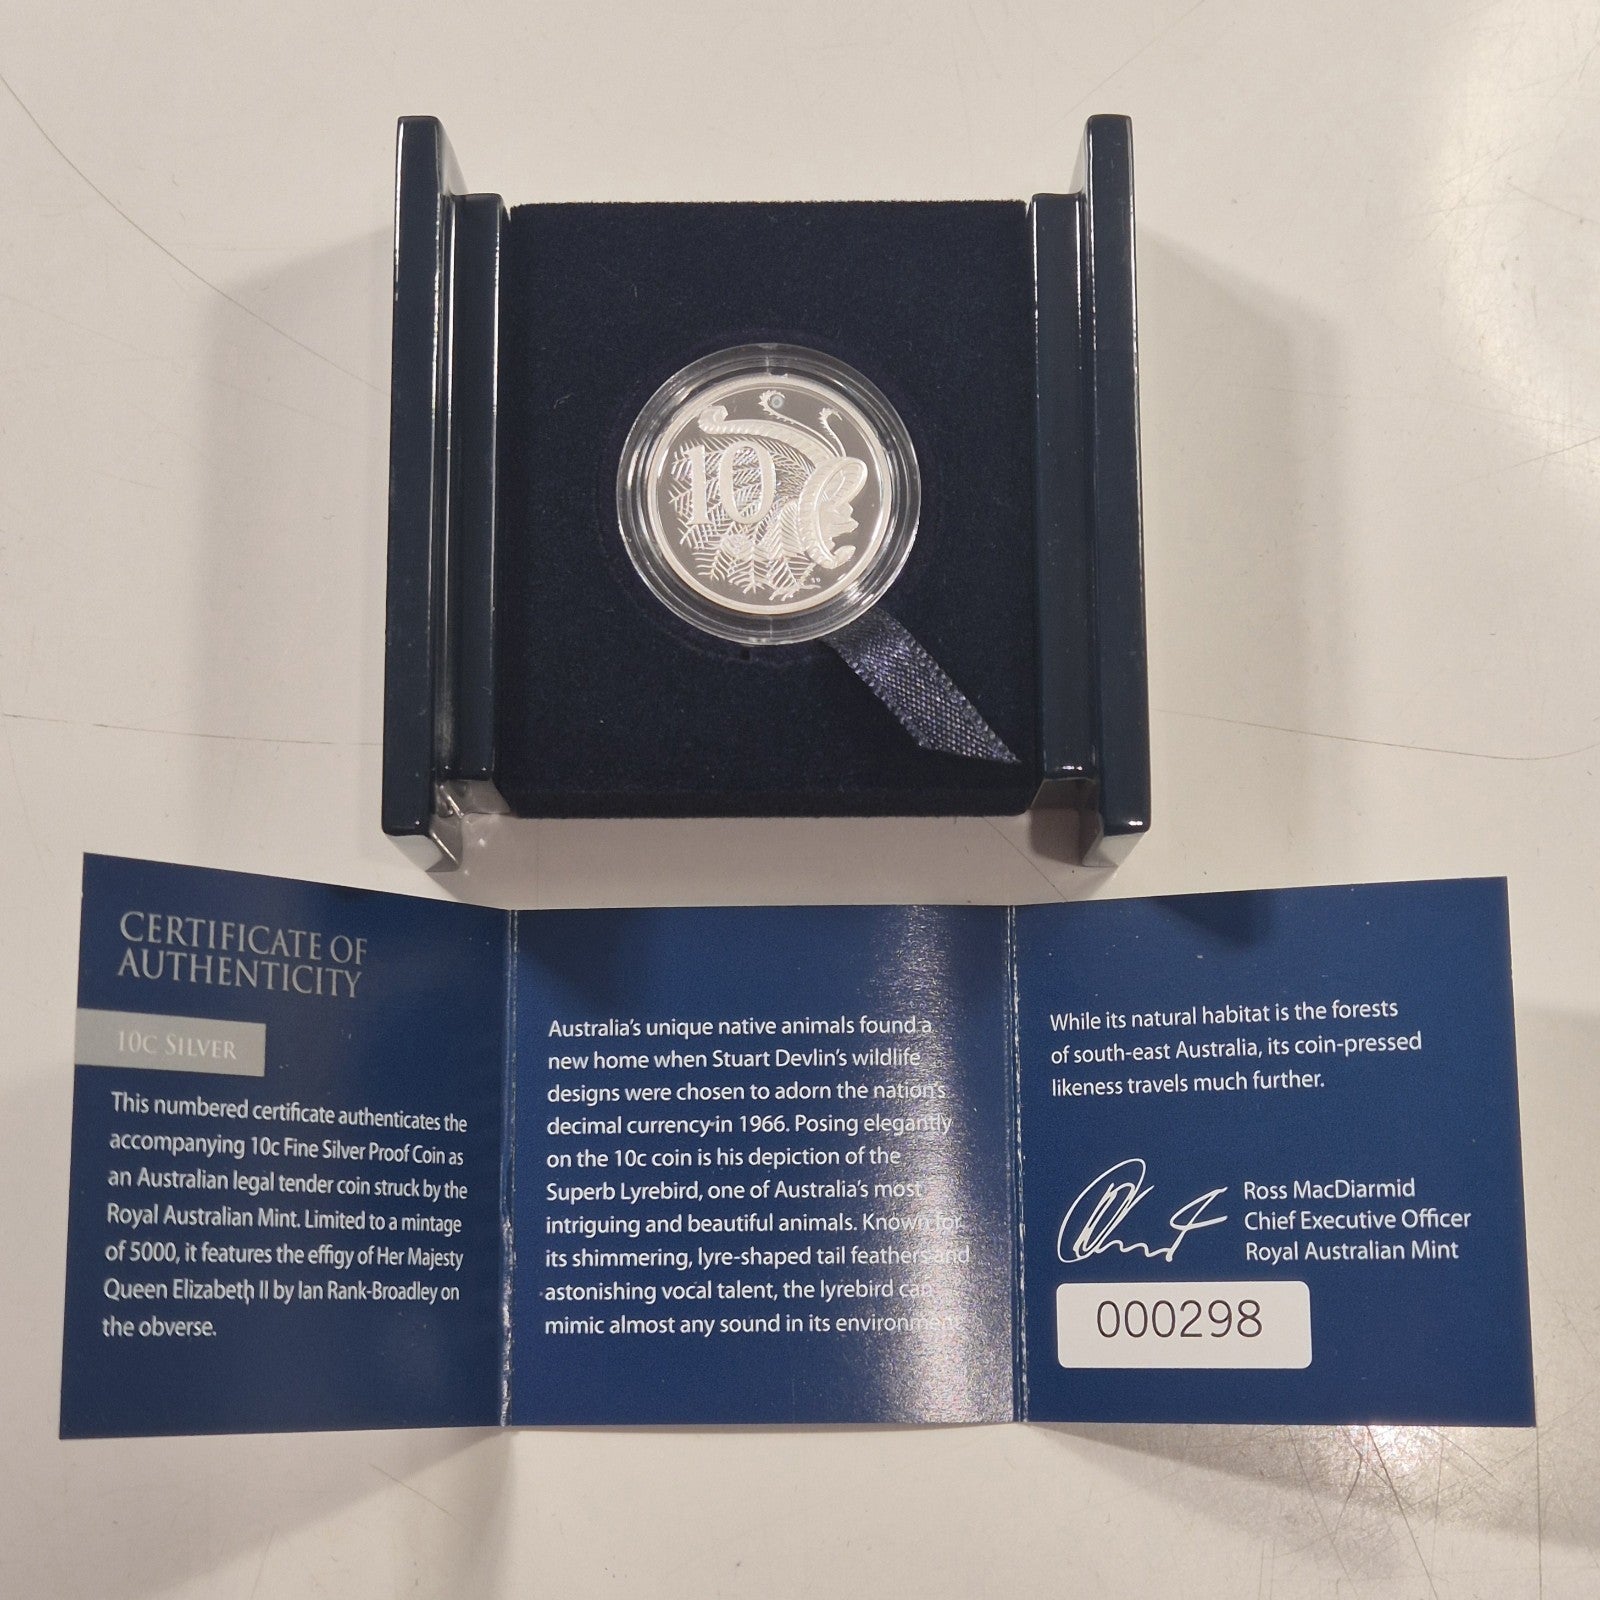 10
SD
CERTIFICATE OF
AUTHENTICITY
10C SILVER
This numbered certificate authenticates the
accompanying 10c Fine Silver Proof Coin as
an Australian legal tender coin struck by the
Royal Australian Mint. Limited to a mintage
of 5000, it features the effigy of Her Majesty
Queen Elizabeth II by Ian Rank-Broadley on
the obverse.
Australia's unique native animals found a
new home when Stuart Devlin's wildlife
designs were chosen to adorn the nation's
decimal currency in 1966. Posing elegantly
on the 10c coin is his depiction of the
Superb Lyrebird, one of Australia's most
intriguing and beautiful animals. Known for
its shimmering, lyre-shaped tail feathers and
astonishing vocal talent, the lyrebird can
mimic almost any sound in its environment.
While its natural habitat is the forests
of south-east Australia, its coin-pressed
likeness travels much further.
Ross MacDiarmid
Chief Executive Officer
Royal Australian Mint
000298